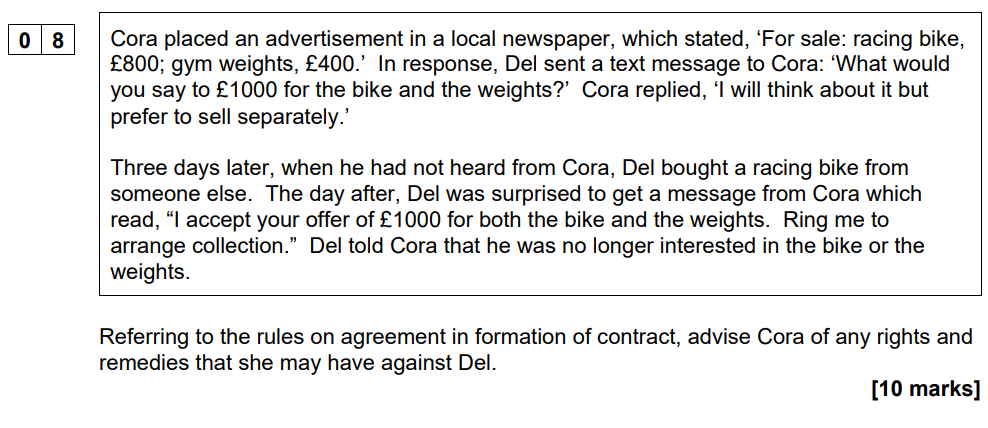 0 8
Cora placed an advertisement in a local newspaper, which stated, ‘For sale: racing bike,
£800; gym weights, £400.’ In response, Del sent a text message to Cora: ‘What would
you say to £1000 for the bike and the weights?’ Cora replied, ‘I will think about it but
prefer to sell separately.’
Three days later, when he had not heard from Cora, Del bought a racing bike from
someone else. The day after, Del was surprised to get a message from Cora which
read, “I accept your offer of £1000 for both the bike and the weights. Ring me to
arrange collection.” Del told Cora that he was no longer interested in the bike or the
weights.
Referring to the rules on agreement in formation of contract, advise Cora of any rights and
remedies that she may have against Del.
[10 marks]